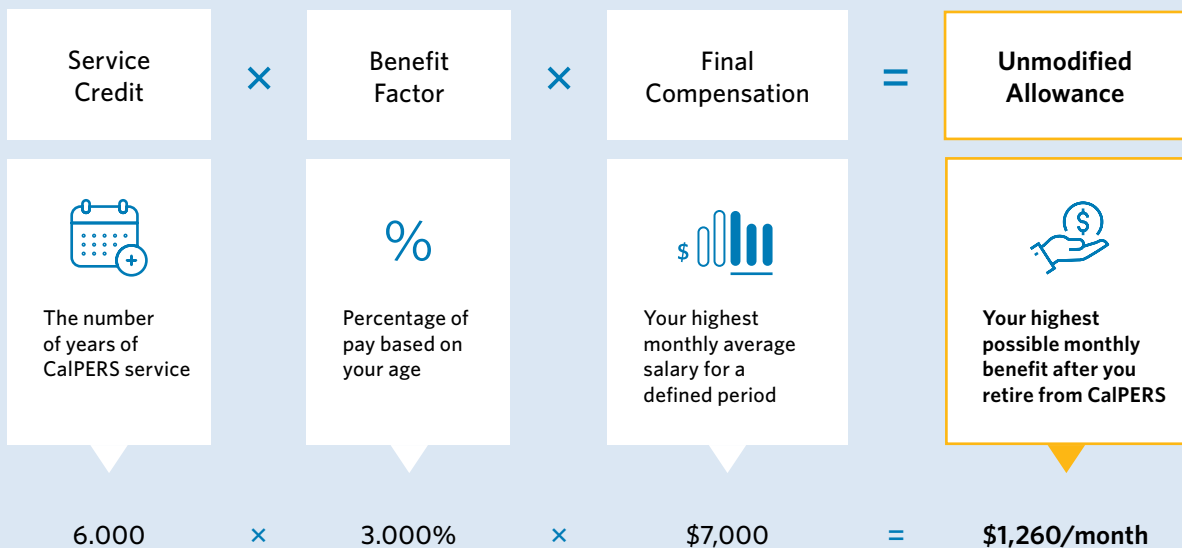 Service
Credit
×
Benefit
Factor
×
Final
Compensation
=
Unmodified
Allowance
The number
of years of
CalPERS service
%
Percentage of
pay based on
your age
$
Your highest
monthly average
salary for a
defined period
$
Your highest
possible monthly
benefit after you
retire from CalPERS
6.000 × 3.000% × $7,000 = $1,260/month